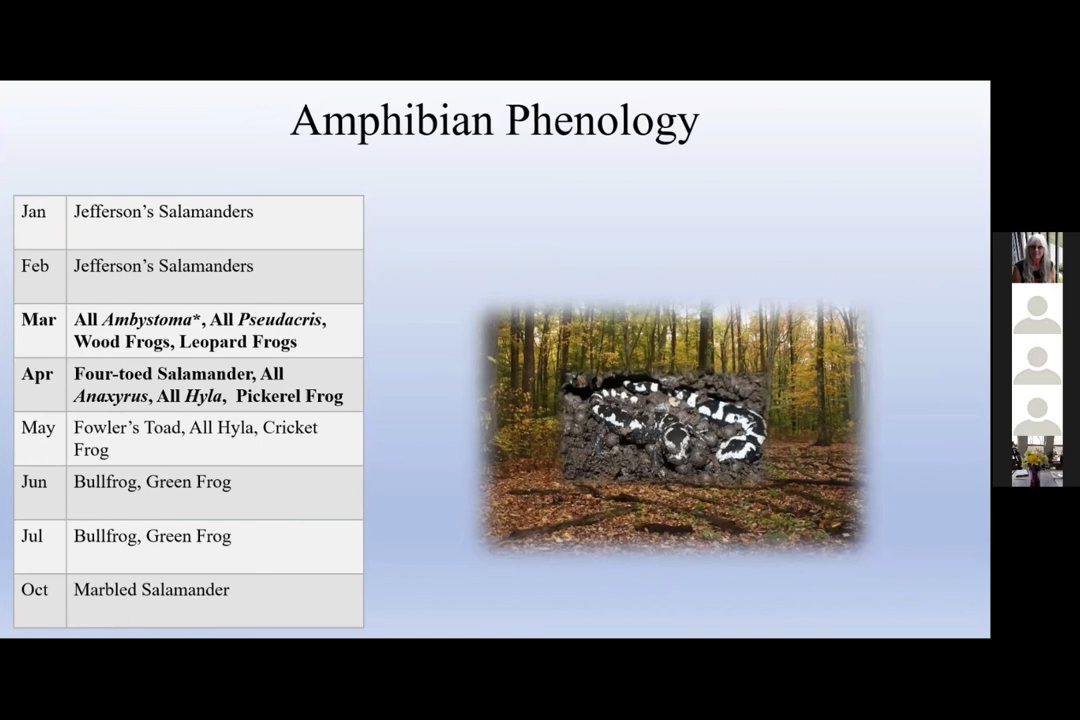 Amphibian Phenology
Jan Jefferson's Salamanders
Feb Jefferson's Salamanders
Mar All Ambystoma*, All Pseudacris,
Wood Frogs, Leopard Frogs
Apr Four-toed Salamander, All
Anaxyrus, All Hyla, Pickerel Frog
May Fowler's Toad, All Hyla, Cricket
Frog
Jun Bullfrog, Green Frog
Jul Bullfrog, Green Frog
Oct Marbled Salamander